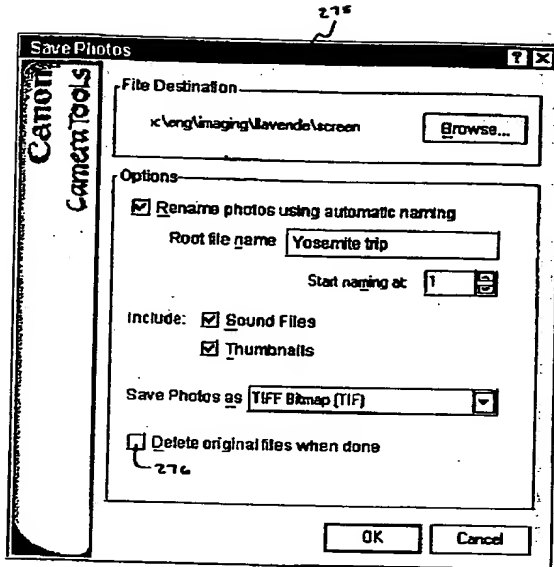 275
Save Photos
Canon
CameraTools
File Destination
ıc\eng\imaging\llavende\screen
Browse...
Options
Rename photos using automatic naming
Root file name Yosemite trip
Start naming at: 1
Include: Sound Files
Thumbnails
Save Photos as TIFF Bitmap (TIF)
Delete original files when done
276
OK Cancel